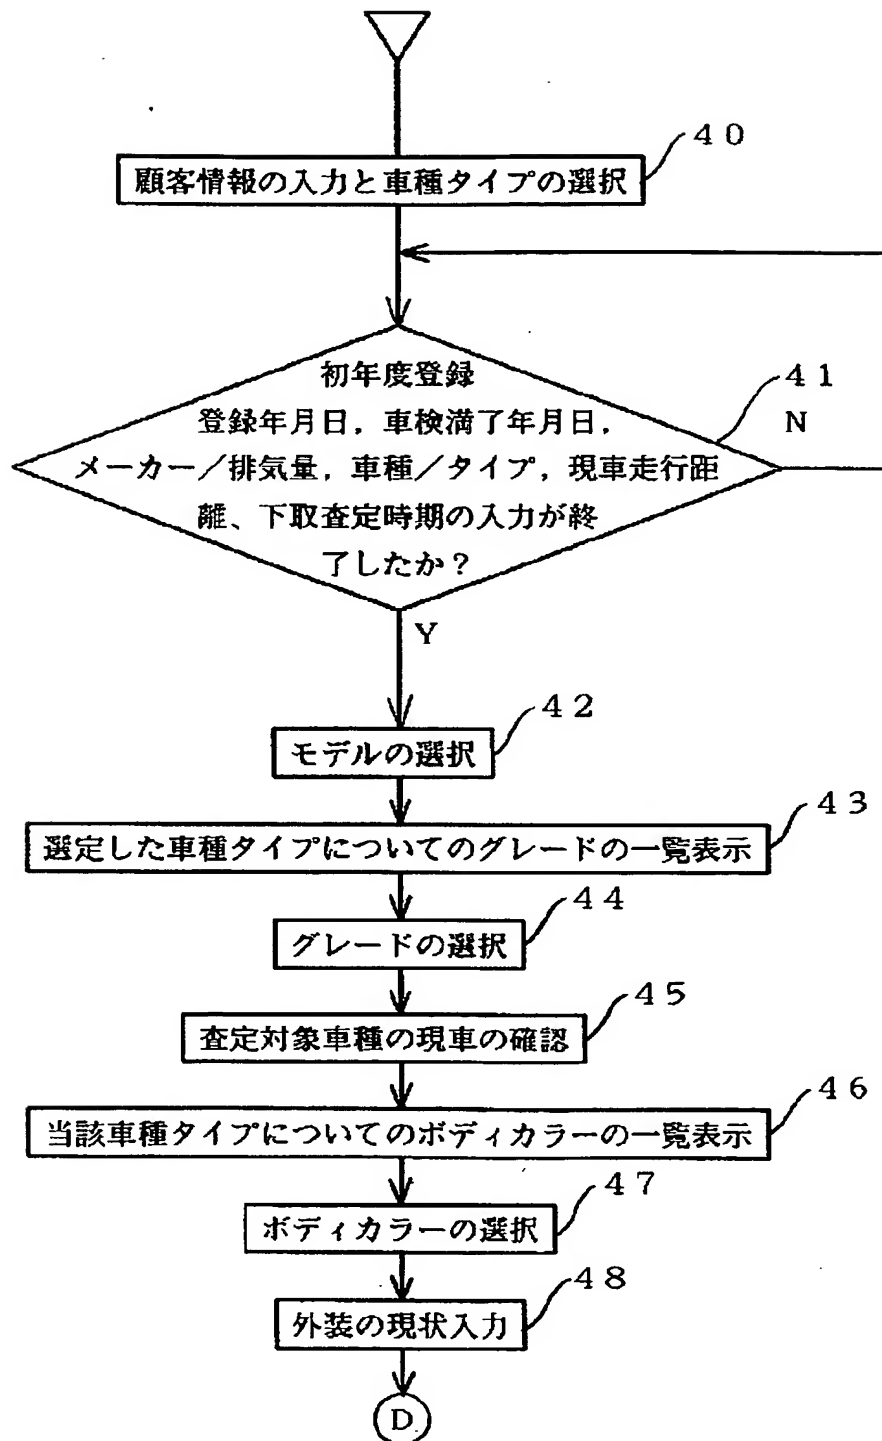 ４０
顧客情報の入力と車種タイプの選択
初年度登録
登録年月日，車検満了年月日，
メーカー／排気量，車種／タイプ，現車走行距
離、下取査定時期の入力が終
了したか？
４１
N
Y
４２
モデルの選択
４３
選定した車種タイプについてのグレードの一覧表示
４４
グレードの選択
４５
査定対象車種の現車の確認
４６
当該車種タイプについてのボディカラーの一覧表示
４７
ボディカラーの選択
４８
外装の現状入力
D